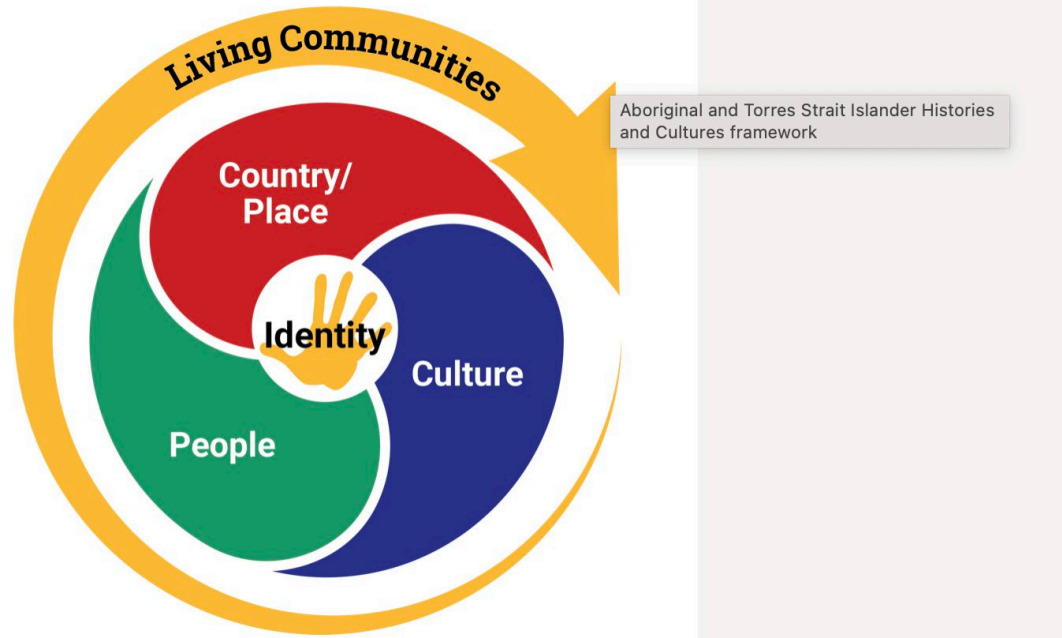 Living Communities
Aboriginal and Torres Strait Islander Histories
and Cultures framework
Country/
Place
Identity
Culture
People